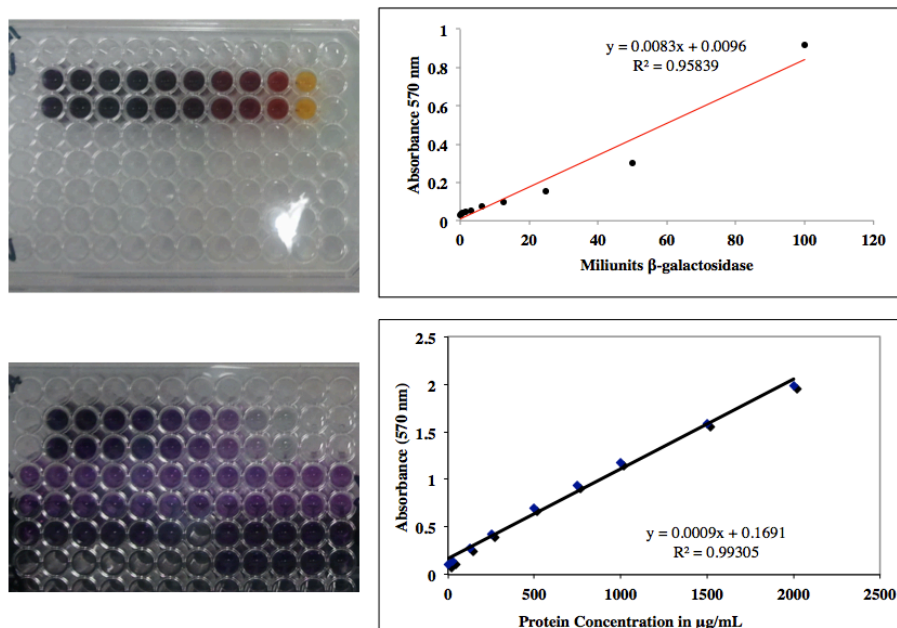 1
0.8
0.6
0.4
0.2
0
y = 0.0083x + 0.0096
R² = 0.95839
Absorbance 570 nm
0 20 40 60 80 100 120
Miliunits β-galactosidase
2.5
2
1.5
1
0.5
0
y = 0.0009x + 0.1691
R² = 0.99305
Absorbance (570 nm)
0 500 1000 1500 2000 2500
Protein Concentration in µg/mL